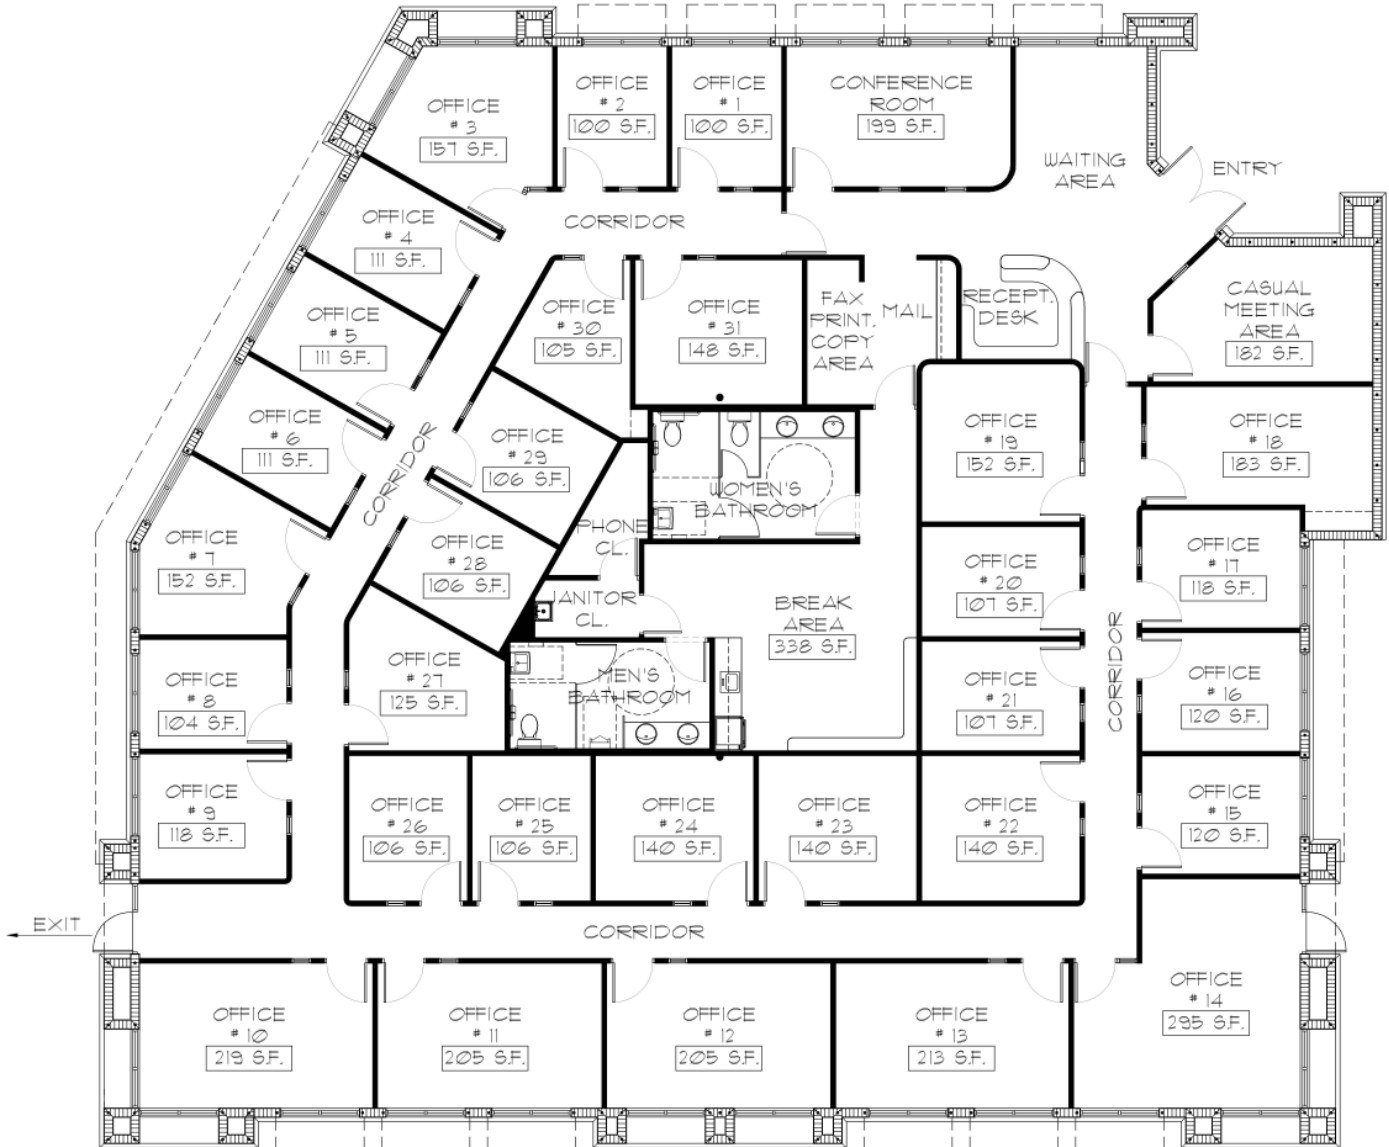 OFFICE
# 3
157 S.F.
OFFICE
# 2
100 S.F.
OFFICE
# 1
100 S.F.
CONFERENCE
ROOM
199 S.F.
WAITING
AREA
ENTRY
OFFICE
# 4
111 S.F.
CORRIDOR
OFFICE
# 5
111 S.F.
OFFICE
# 30
105 S.F.
OFFICE
# 31
148 S.F.
FAX
PRINT.
COPY
AREA
MAIL
RECEPT.
DESK
CASUAL
MEETING
AREA
182 S.F.
OFFICE
# 6
111 S.F.
CORRIDOR
OFFICE
# 29
106 S.F.
WOMEN'S
BATHROOM
OFFICE
# 19
152 S.F.
OFFICE
# 18
183 S.F.
OFFICE
# 7
152 S.F.
OFFICE
# 28
106 S.F.
PHONE
CL.
JANITOR
CL.
BREAK
AREA
338 S.F.
OFFICE
# 20
107 S.F.
OFFICE
# 17
118 S.F.
OFFICE
# 8
104 S.F.
OFFICE
# 27
125 S.F.
MEN'S
BATHROOM
OFFICE
# 21
107 S.F.
CORRIDOR
OFFICE
# 16
120 S.F.
OFFICE
# 9
118 S.F.
OFFICE
# 26
106 S.F.
OFFICE
# 25
106 S.F.
OFFICE
# 24
140 S.F.
OFFICE
# 23
140 S.F.
OFFICE
# 22
140 S.F.
OFFICE
# 15
120 S.F.
EXIT
CORRIDOR
OFFICE
# 10
219 S.F.
OFFICE
# 11
205 S.F.
OFFICE
# 12
205 S.F.
OFFICE
# 13
213 S.F.
OFFICE
# 14
295 S.F.